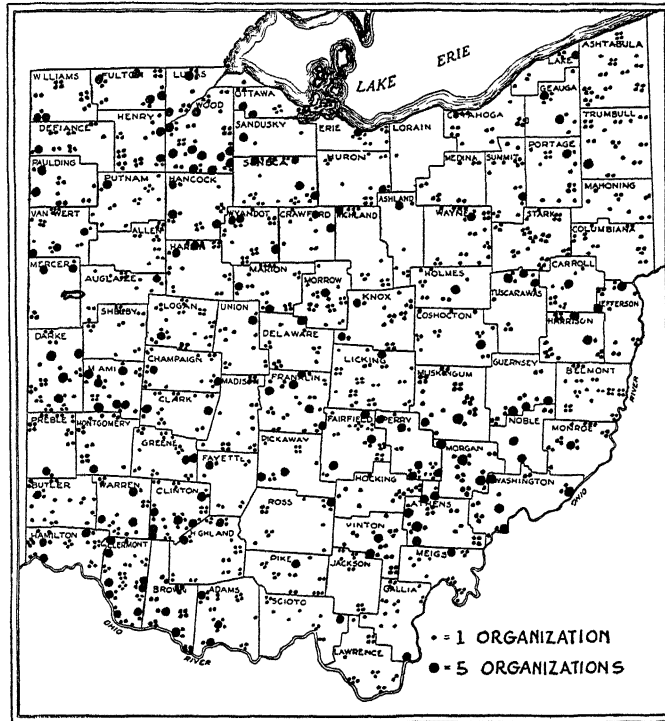 LAKE
ERIE
ASHTABULA
LAKE
WILLIAMS
FULTON
LUCAS
OTTAWA
GEAUGA
DEFIANCE
HENRY
WOOD
SANDUSKY
ERIE
LORAIN
CUYAHOGA
TRUMBULL
PAULDING
PUTNAM
HANCOCK
SENECA
HURON
MEDINA
SUMMIT
PORTAGE
MAHONING
VAN WERT
ALLEN
WYANDOT
CRAWFORD
RICHLAND
ASHLAND
WAYNE
STARK
COLUMBIANA
MERCER
AUGLAIZE
HARDIN
MARION
MORROW
HOLMES
CARROLL
TUSCARAWAS
JEFFERSON
SHELBY
LOGAN
UNION
DELAWARE
KNOX
COSHOCTON
HARRISON
DARKE
MIAMI
CHAMPAIGN
MADISON
FRANKLIN
LICKING
MUSKINGUM
GUERNSEY
BELMONT
CLARK
PREBLE
MONTGOMERY
GREENE
FAYETTE
PICKAWAY
FAIRFIELD
PERRY
NOBLE
MONROE
MORGAN
WASHINGTON
BUTLER
WARREN
CLINTON
ROSS
HOCKING
ATHENS
HAMILTON
CLERMONT
HIGHLAND
VINTON
MEIGS
BROWN
ADAMS
PIKE
JACKSON
SCIOTO
GALLIA
LAWRENCE
OHIO
RIVER
OHIO
RIVER
= 1 ORGANIZATION
= 5 ORGANIZATIONS